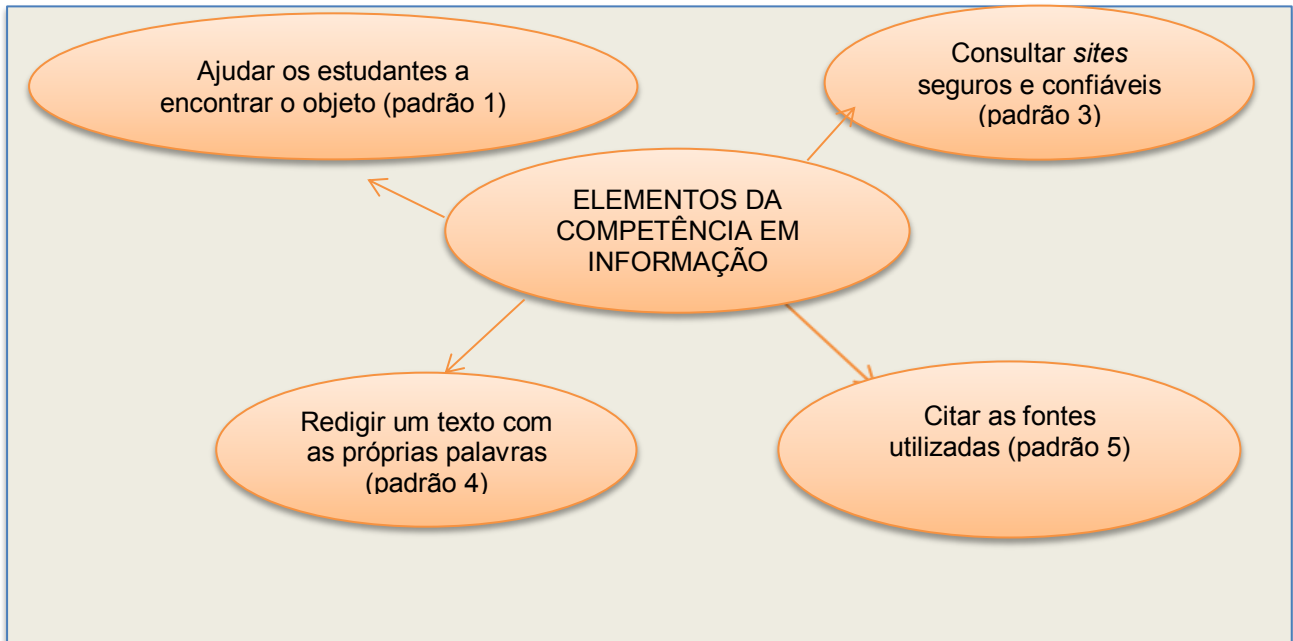 Ajudar os estudantes a
encontrar o objeto (padrão 1)
Consultar sites
seguros e confiáveis
(padrão 3)
ELEMENTOS DA
COMPETÊNCIA EM
INFORMAÇÃO
Redigir um texto com
as próprias palavras
(padrão 4)
Citar as fontes
utilizadas (padrão 5)